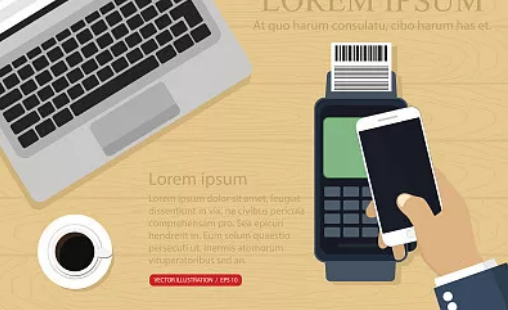 LOREM IPSUM
At quo harum consulatu, cibo harum has et.
Lorem ipsum
Lorem ipsum dolor sit amet, grace
dissentiunt in vis, ne civibus pericula
comprehensam pro. Sea epicuri
hendrerit in. Eum solum quaestio
persecuti ut, inermis atomorum
vituperatoribus sed an.
VECTOR ILLUSTRATION / EPS 10